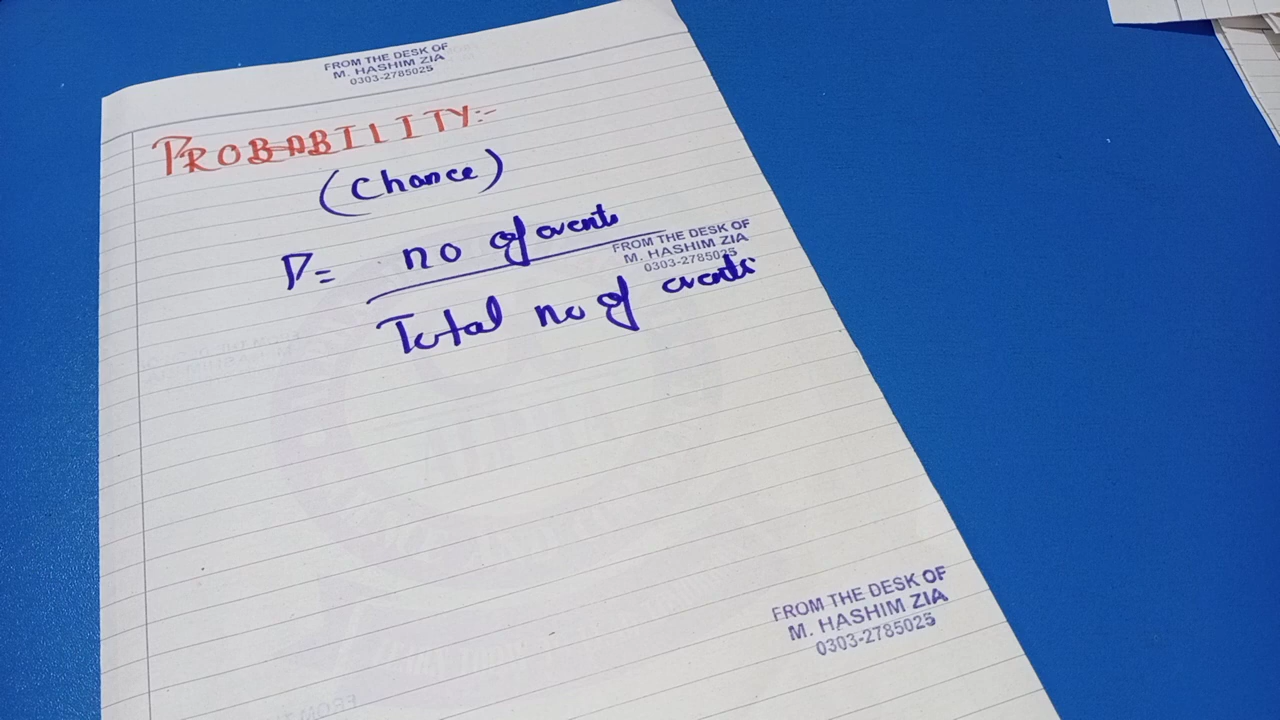 FROM THE DESK OF
M. HASHIM ZIA
0303-2785025
PROBABILITY:-
(Chance)
P = no of events
FROM THE DESK OF
M. HASHIM ZIA
0303-2785025
Total no of events
FROM THE DESK OF
M. HASHIM ZIA
0303-2785025